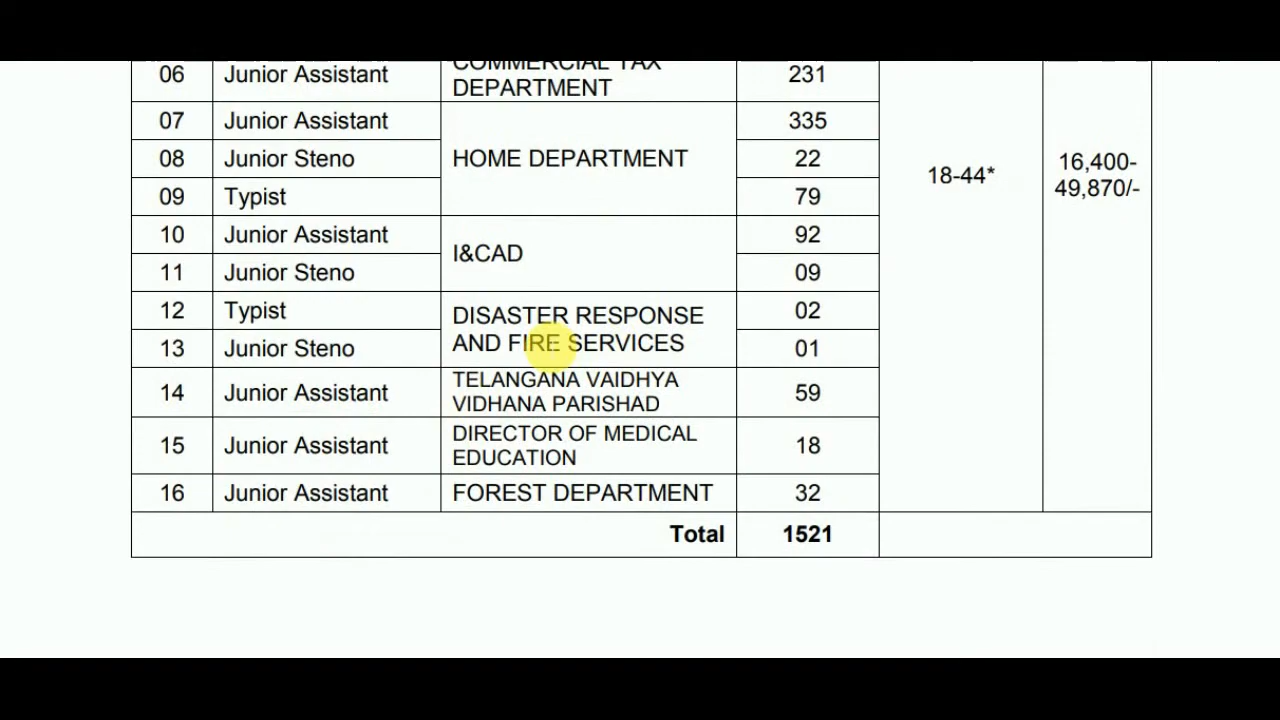 COMMERCIAL TAX
06 Junior Assistant DEPARTMENT 231
07 Junior Assistant 335
08 Junior Steno HOME DEPARTMENT 22
09 Typist 79
18-44* 16,400-
49,870/-
10 Junior Assistant 92
I&CAD
11 Junior Steno 09
12 Typist DISASTER RESPONSE 02
13 Junior Steno AND FIRE SERVICES 01
TELANGANA VAIDHYA
14 Junior Assistant VIDHANA PARISHAD 59
DIRECTOR OF MEDICAL
15 Junior Assistant EDUCATION 18
16 Junior Assistant FOREST DEPARTMENT 32
Total 1521